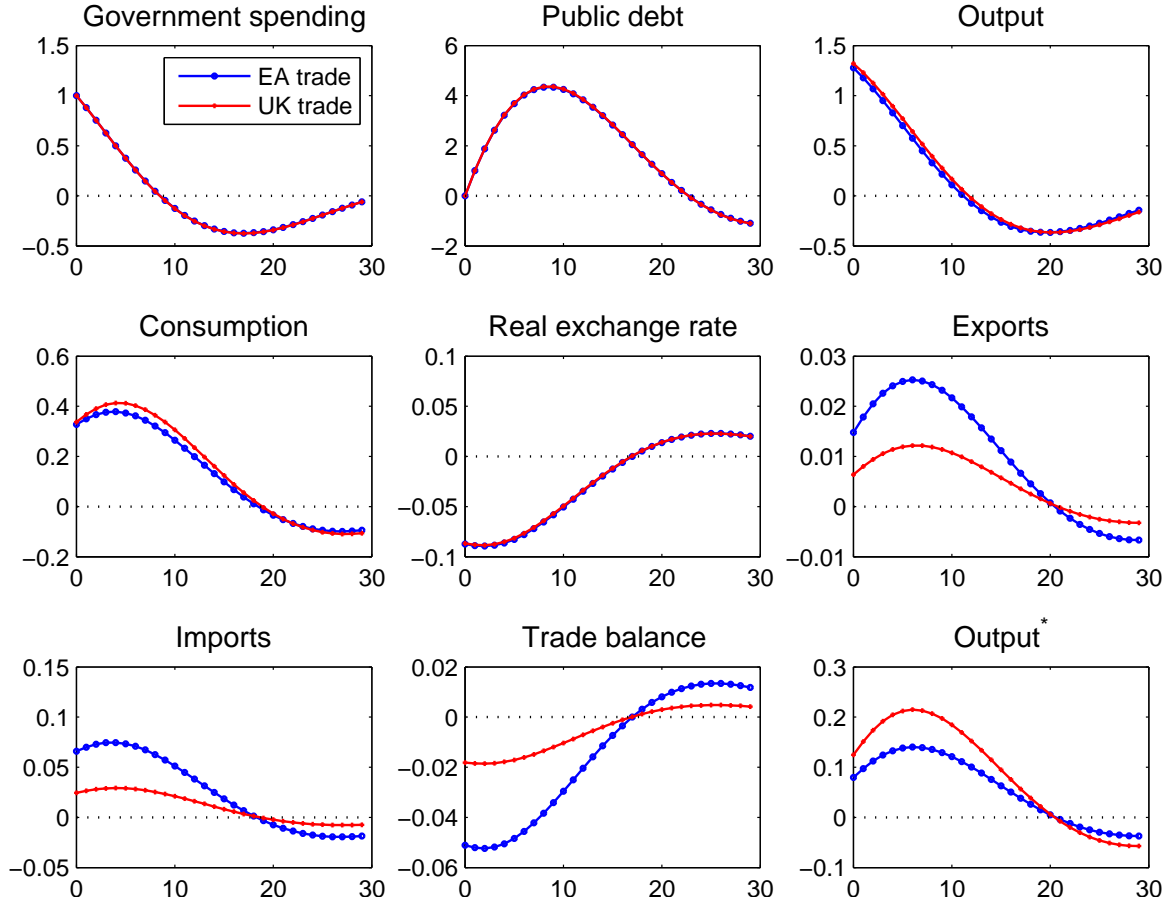 Government spending
Public debt
Output
1.5
1
0.5
0
−0.5
0 10 20 30
EA trade
UK trade
6
4
2
0
−2
0 10 20 30
1.5
1
0.5
0
−0.5
0 10 20 30
Consumption
Real exchange rate
Exports
0.6
0.4
0.2
0
−0.2
0 10 20 30
0.1
0.05
0
−0.05
−0.1
0 10 20 30
0.03
0.02
0.01
0
−0.01
0 10 20 30
Imports
Trade balance
Output*
0.15
0.1
0.05
0
−0.05
0 10 20 30
0.02
0
−0.02
−0.04
−0.06
0 10 20 30
0.3
0.2
0.1
0
−0.1
0 10 20 30